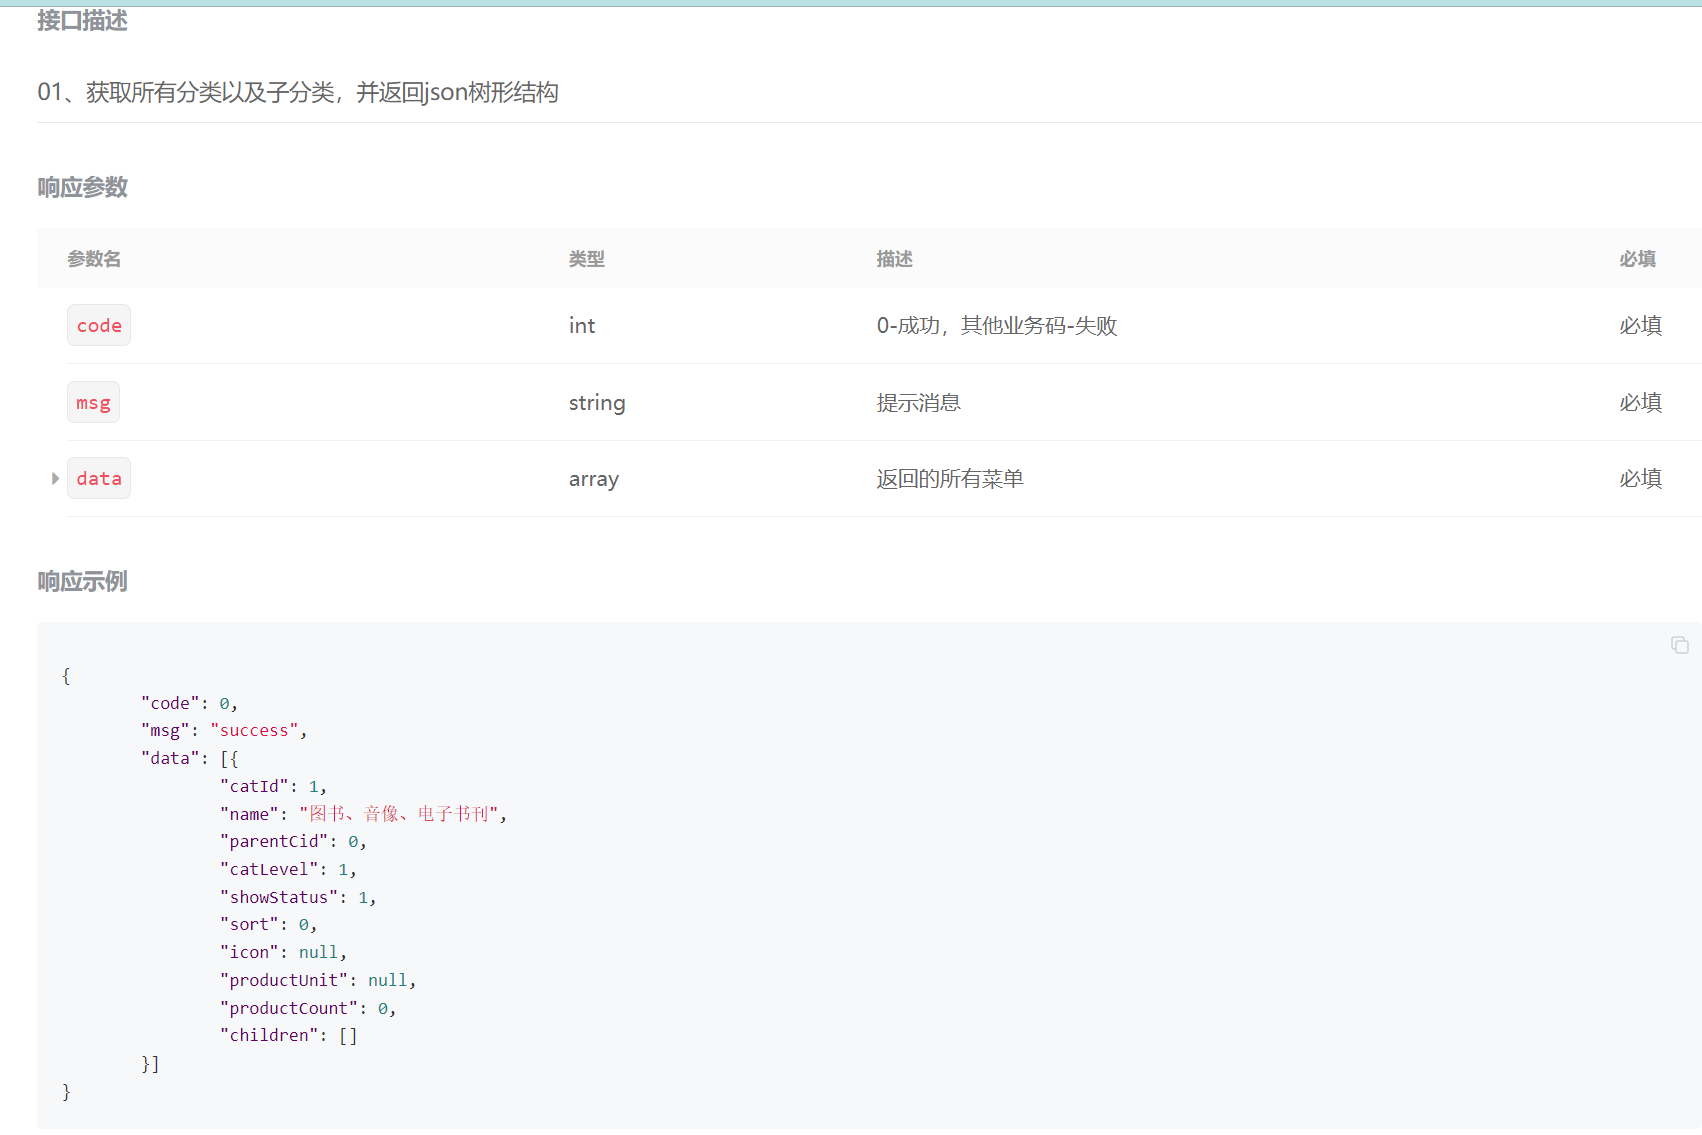 接口描述
01、获取所有分类以及子分类，并返回json树形结构
响应参数
参数名 类型 描述 必填
code int 0-成功，其他业务码-失败 必填
msg string 提示消息 必填
data array 返回的所有菜单 必填
响应示例
{
"code": 0,
"msg": "success",
"data": [{
"catId": 1,
"name": "图书、音像、电子书刊",
"parentCid": 0,
"catLevel": 1,
"showStatus": 1,
"sort": 0,
"icon": null,
"productUnit": null,
"productCount": 0,
"children": []
}]
}